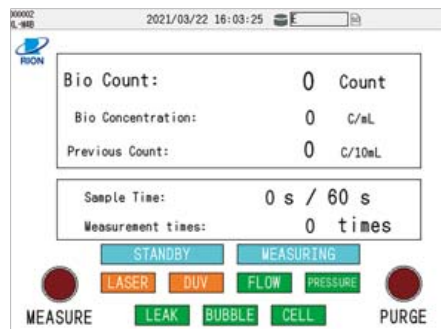 2021/03/22 16:03:25 E
RION
Bio Count: 0 Count
Bio Concentration: 0 C/mL
Previous Count: 0 C/10mL
Sample Time: 0 s / 60 s
Measurement times: 0 times
STANDBY MEASURING
LASER DUV FLOW PRESSURE
MEASURE LEAK BUBBLE CELL PURGE